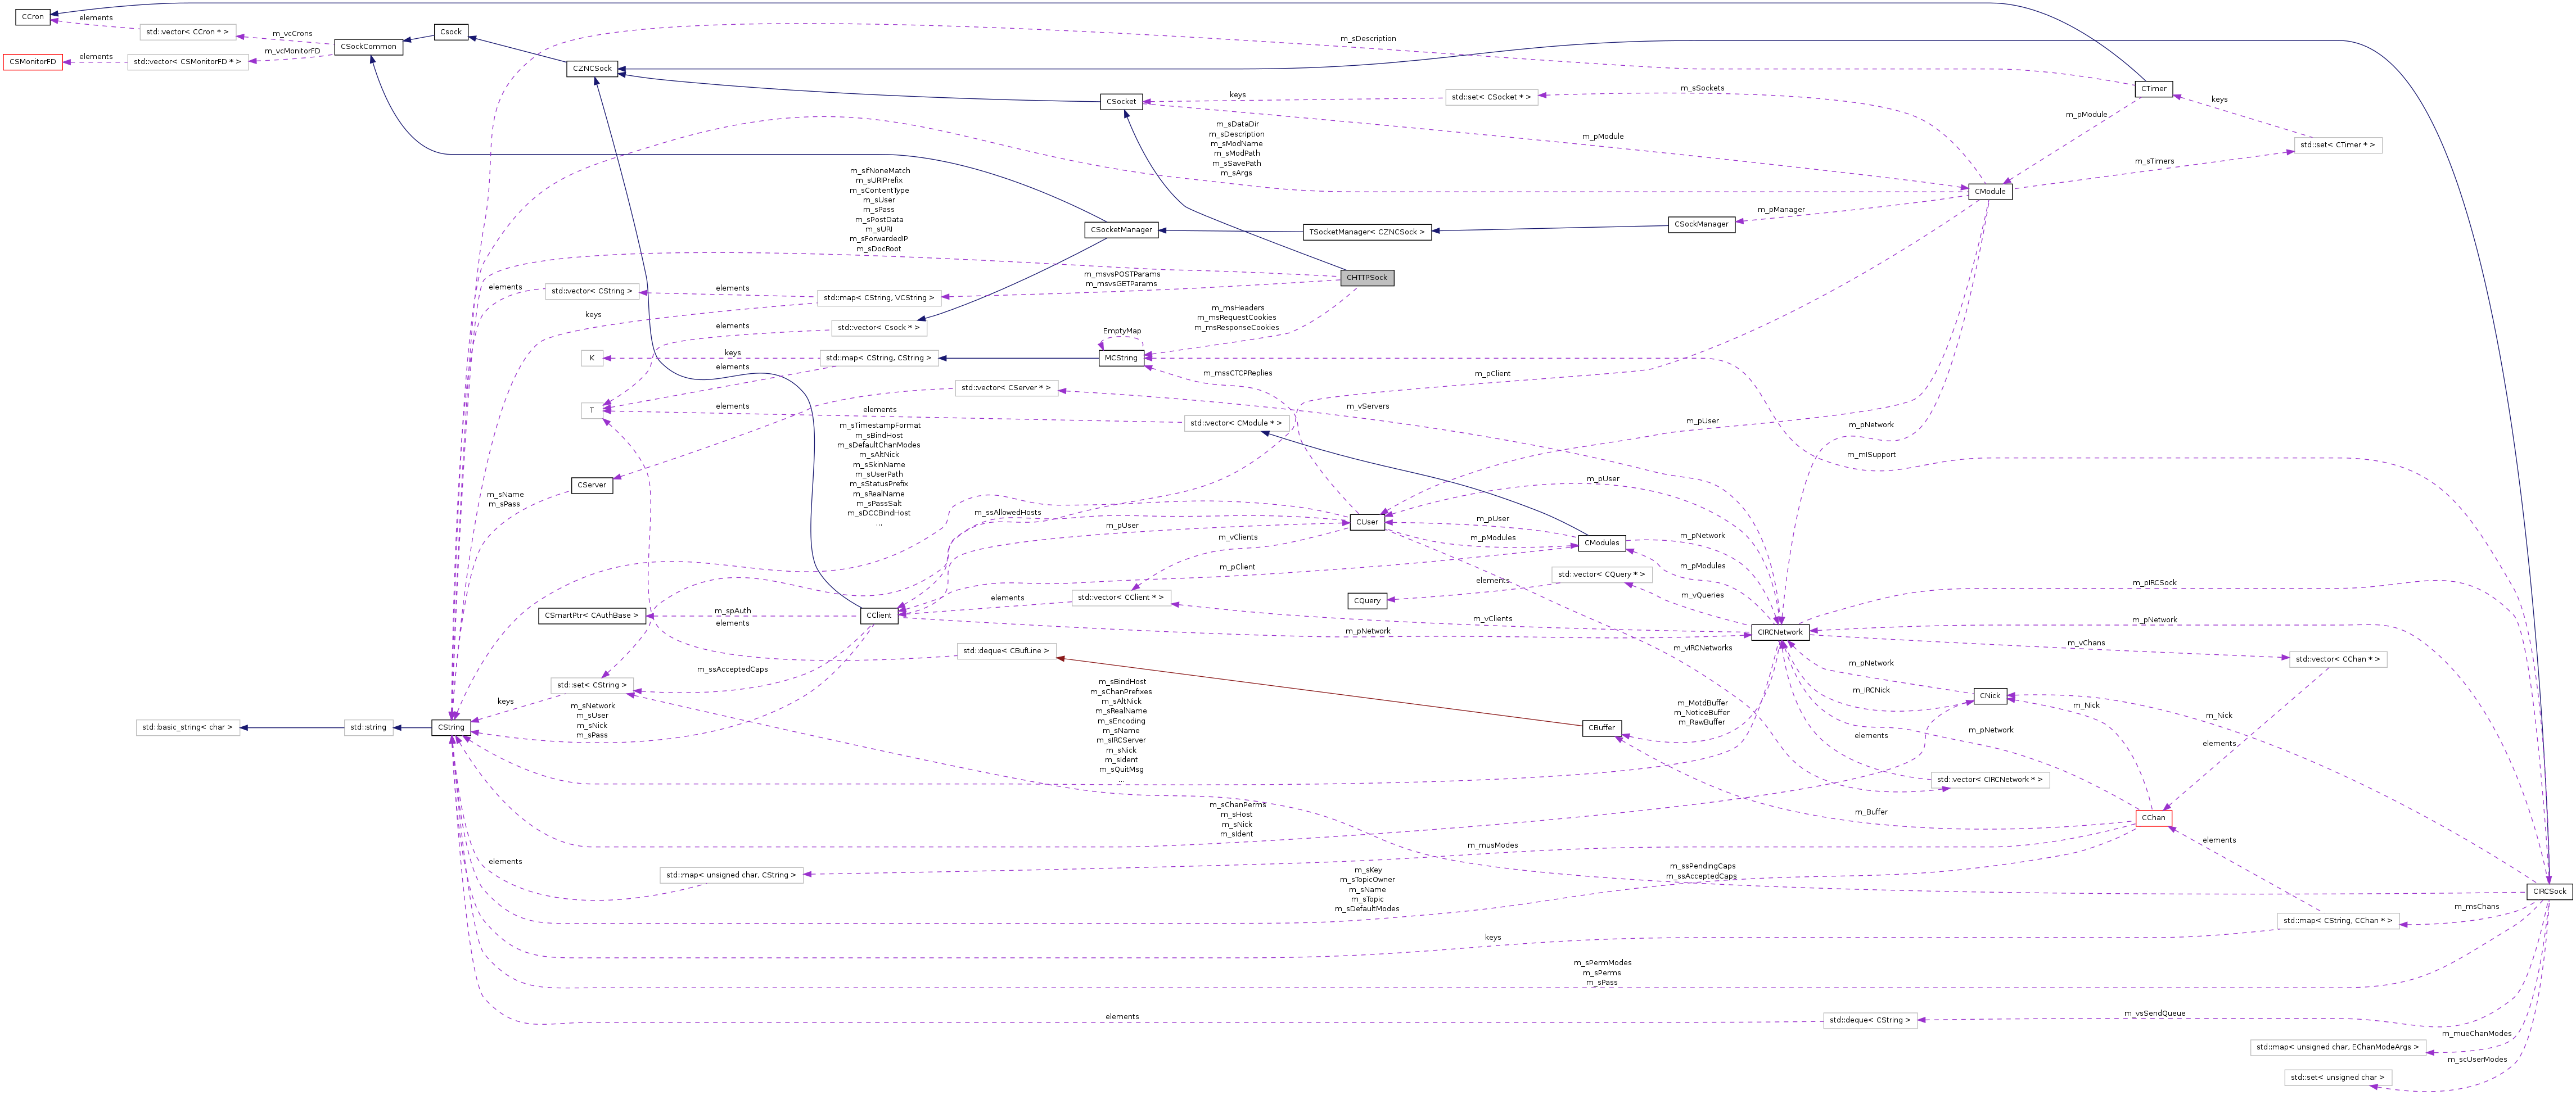 CCron
elements
std::vector< CCron * >
m_vcCrons
CSockCommon
Csock
CSMonitorFD
elements
std::vector< CSMonitorFD * >
m_vcMonitorFD
CZNCSock
m_sDescription
CTimer
CSocket
keys
std::set< CSocket * >
m_sSockets
m_pModule
keys
std::set< CTimer * >
m_sTimers
m_pModule
CModule
m_sDataDir
m_sDescription
m_sModName
m_sModPath
m_sSavePath
m_sArgs
m_sIfNoneMatch
m_sURIPrefix
m_sContentType
m_sUser
m_sPass
m_sPostData
m_sURI
m_sForwardedIP
m_sDocRoot
CSocketManager
TSocketManager< CZNCSock >
CSockManager
m_pManager
CHTTPSock
m_msvsPOSTParams
m_msvsGETParams
elements
std::vector< CString >
elements
std::map< CString, VCString >
keys
elements
std::vector< Csock * >
m_msHeaders
m_msRequestCookies
m_msResponseCookies
EmptyMap
MCString
K
keys
std::map< CString, CString >
elements
T
elements
std::vector< CServer * >
m_mssCTCPReplies
m_pClient
m_vServers
elements
std::vector< CModule * >
m_pUser
m_pNetwork
m_mISupport
m_sTimestampFormat
m_sBindHost
m_sDefaultChanModes
m_sAltNick
m_sSkinName
m_sUserPath
m_sStatusPrefix
m_sRealName
m_sPassSalt
m_sDCCBindHost
...
CServer
m_sName
m_sPass
m_pUser
m_ssAllowedHosts
m_pUser
CUser
m_pUser
m_pModules
CModules
m_pNetwork
m_vClients
m_pClient
m_pModules
std::vector< CQuery * >
elements
CQuery
m_vQueries
m_pIRCSock
std::vector< CClient * >
elements
CSmartPtr< CAuthBase >
m_spAuth
elements
CClient
m_vClients
m_pNetwork
CIRCNetwork
m_pNetwork
m_vChans
std::vector< CChan * >
std::deque< CBufLine >
m_vIRCNetworks
m_ssAcceptedCaps
m_pNetwork
m_IRCNick
CNick
std::set< CString >
keys
m_sNetwork
m_sUser
m_sNick
m_sPass
m_sBindHost
m_sChanPrefixes
m_sAltNick
m_sRealName
m_sEncoding
m_sName
m_sIRCServer
m_sNick
m_sIdent
m_sQuitMsg
...
m_MotdBuffer
m_NoticeBuffer
m_RawBuffer
m_Nick
m_Nick
std::basic_string< char >
std::string
CString
CBuffer
elements
m_pNetwork
elements
std::vector< CIRCNetwork * >
m_sChanPerms
m_sHost
m_sNick
m_sIdent
m_Buffer
CChan
m_musModes
elements
elements
std::map< unsigned char, CString >
m_ssPendingCaps
m_ssAcceptedCaps
m_sKey
m_sTopicOwner
m_sName
m_sTopic
m_sDefaultModes
CIRCSock
m_msChans
std::map< CString, CChan * >
keys
m_sPermModes
m_sPerms
m_sPass
elements
std::deque< CString >
m_vsSendQueue
m_mueChanModes
std::map< unsigned char, EChanModeArgs >
m_scUserModes
std::set< unsigned char >